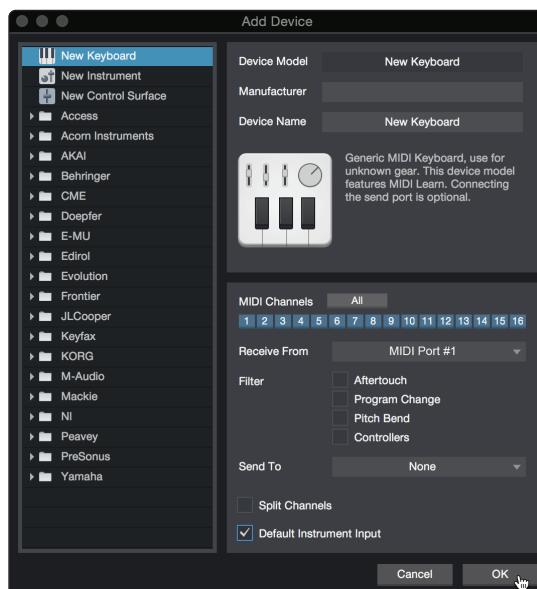 Add Device
New Keyboard
New Instrument
New Control Surface
Access
Acorn Instruments
AKAI
Behringer
CME
Doepfer
E-MU
Edirol
Evolution
Frontier
JLCooper
Keyfax
KORG
M-Audio
Mackie
NI
Peavey
PreSonus
Yamaha
Device Model New Keyboard
Manufacturer
Device Name New Keyboard
Generic MIDI Keyboard, use for
unknown gear. This device model
features MIDI Learn. Connecting
the send port is optional.
MIDI Channels All
1 2 3 4 5 6 7 8 9 10 11 12 13 14 15 16
Receive From MIDI Port #1
Filter Aftertouch
Program Change
Pitch Bend
Controllers
Send To None
Split Channels
Default Instrument Input
Cancel OK